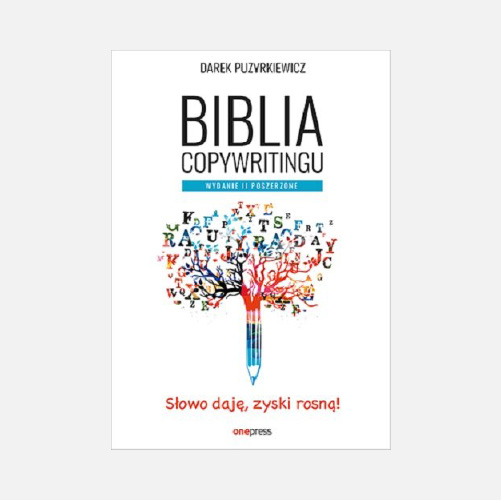 DAREK PUZYRKIEWICZ
BIBLIA
COPYWRITINGU
WYDANIE II POSZERZONE
Słowo daję, zyski rosną!
onepress